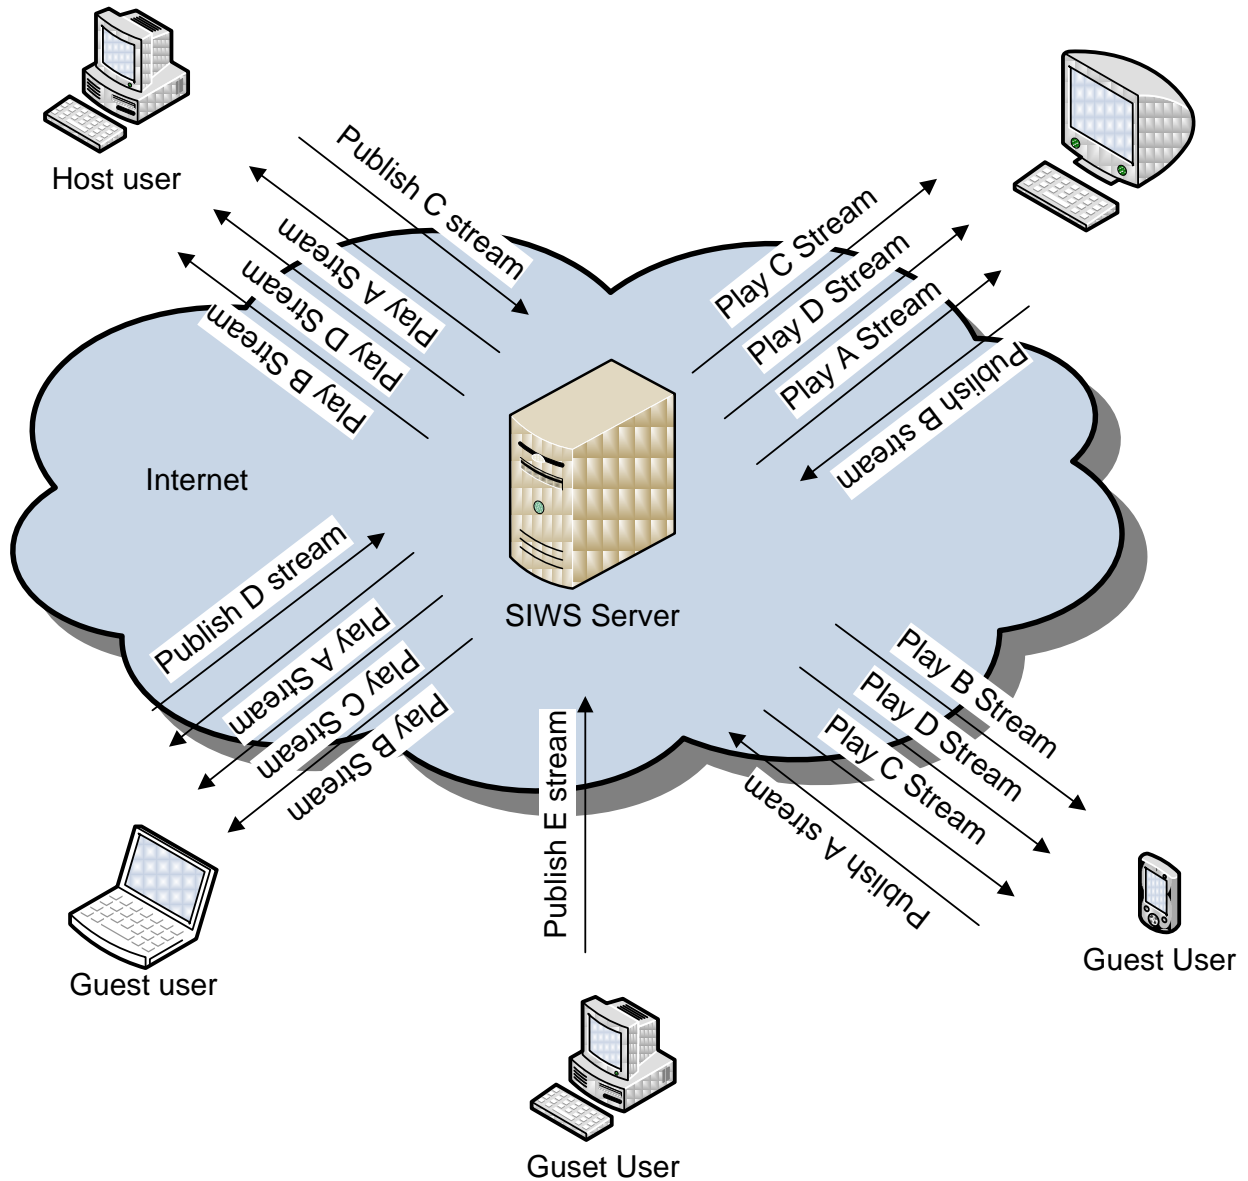 Host user
Publish C stream
Play A Stream
Play D Stream
Play B Stream
Play C Stream
Play D Stream
Play A Stream
Publish B stream
Internet
SIWS Server
Publish D stream
Play A Stream
Play C Stream
Play B Stream
Publish E stream
Play B Stream
Play D Stream
Play C Stream
Publish A stream
Guest user
Guest User
Guset User